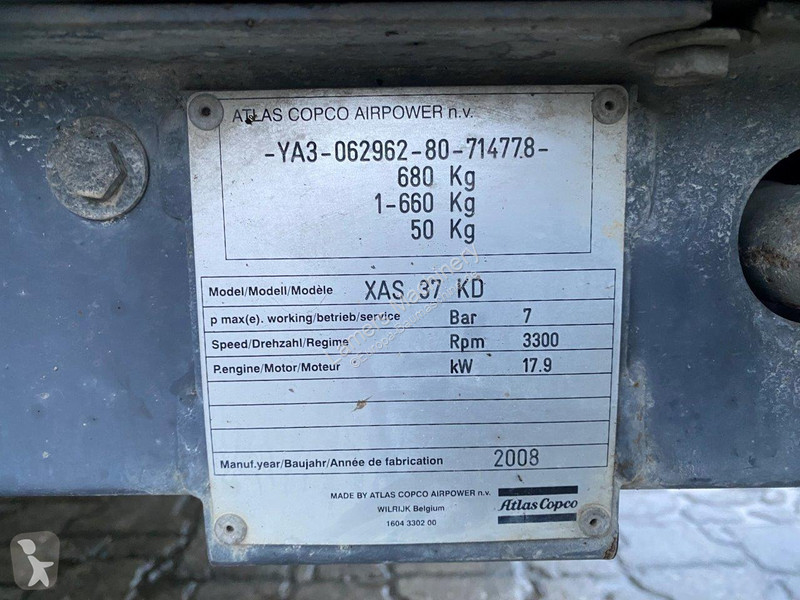 ATLAS COPCO AIRPOWER n.v.
-YA3-062962-80-714778-
680 Kg
1-660 Kg
50 Kg
Model/Modell/Modèle XAS 37 KD
p max(e). working/betrieb/service Bar 7
Speed/Drehzahl/Regime Rpm 3300
P.engine/Motor/Moteur kW 17.9
Manuf.year/Baujahr/Année de fabrication 2008
MADE BY ATLAS COPCO AIRPOWER n.v.
WILRIJK Belgium
1604 3302 00
Atlas Copco